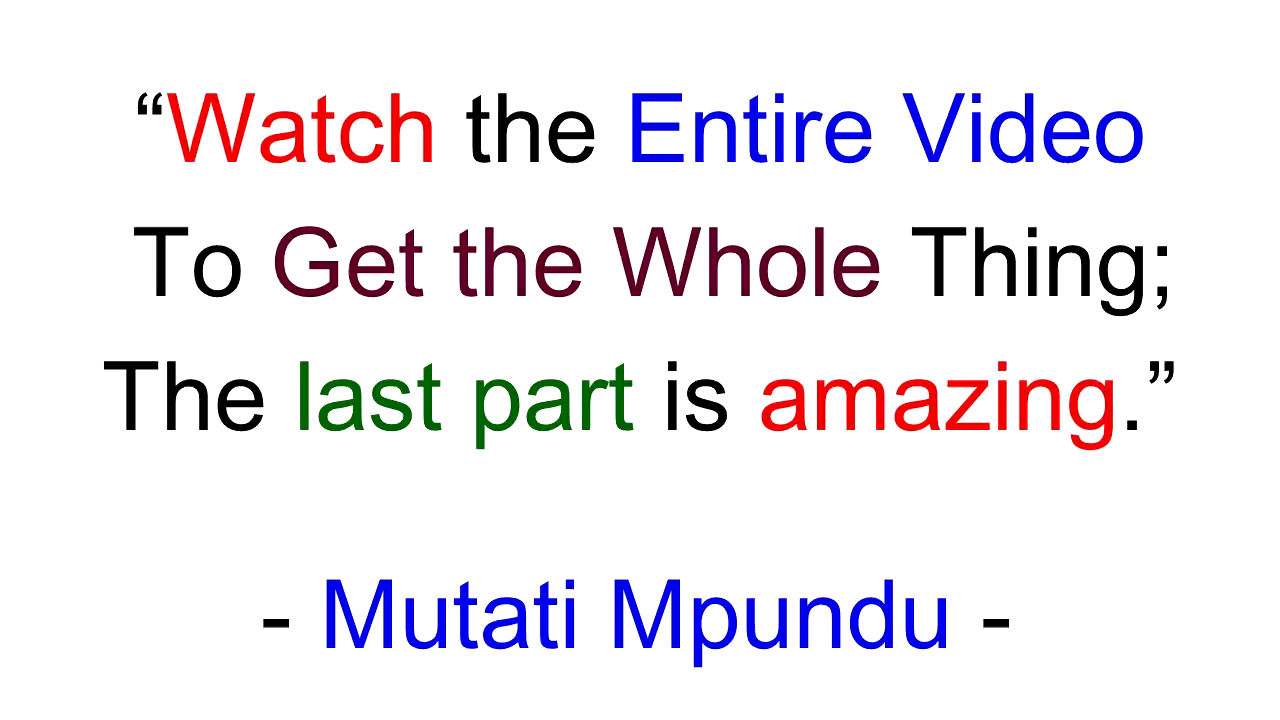 “Watch the Entire Video
To Get the Whole Thing;
The last part is amazing.”
- Mutati Mpundu -